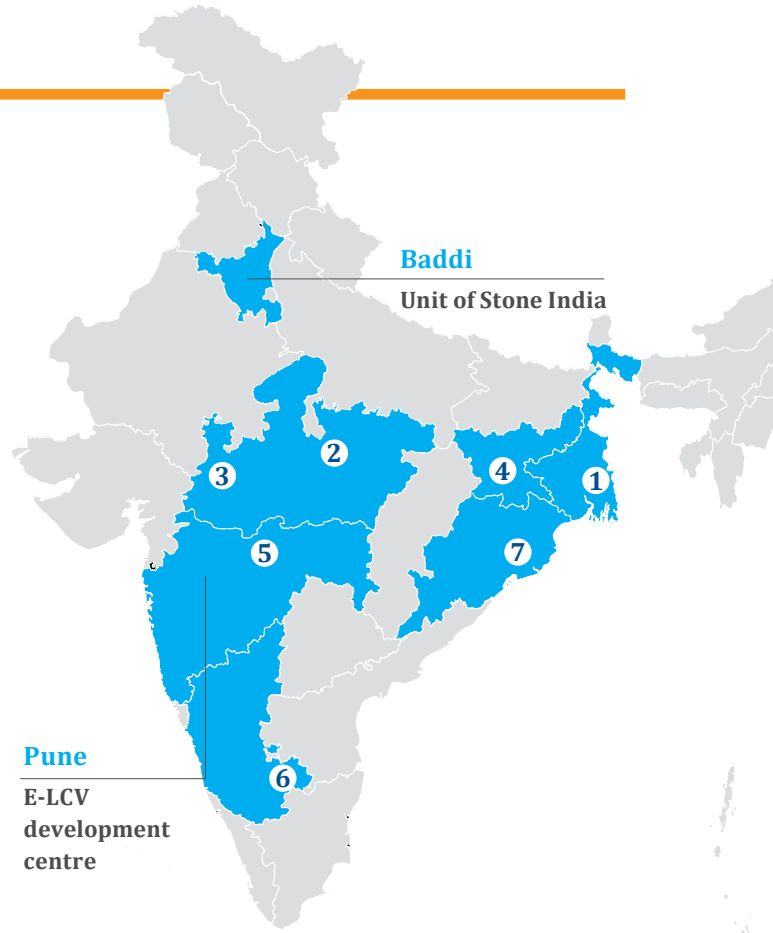 Baddi
Unit of Stone India
2
3
4
1
5
7
Pune
6
E-LCV
development
centre